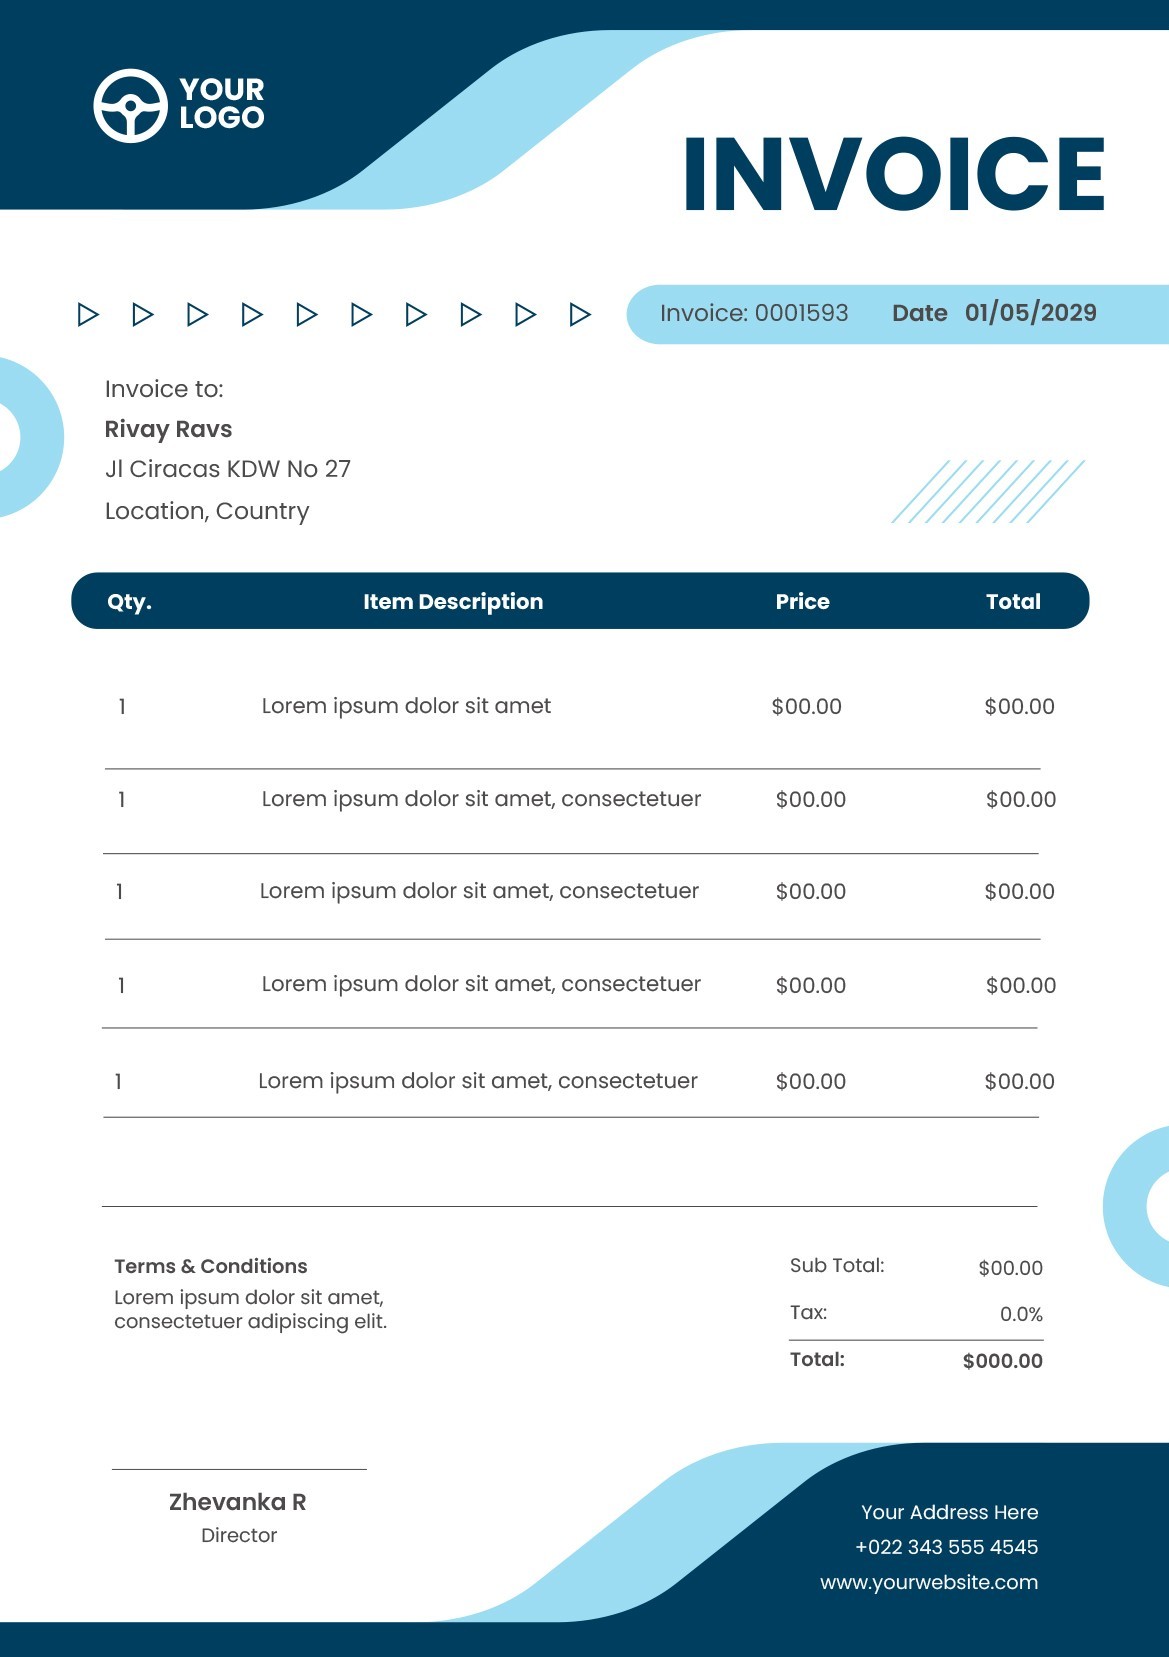 YOUR
LOGO
INVOICE
Invoice: 0001593 Date 01/05/2029
Invoice to:
Rivay Ravs
Jl Ciracas KDW No 27
Location, Country
Qty. Item Description Price Total
1 Lorem ipsum dolor sit amet $00.00 $00.00
1 Lorem ipsum dolor sit amet, consectetuer $00.00 $00.00
1 Lorem ipsum dolor sit amet, consectetuer $00.00 $00.00
1 Lorem ipsum dolor sit amet, consectetuer $00.00 $00.00
1 Lorem ipsum dolor sit amet, consectetuer $00.00 $00.00
Terms & Conditions
Lorem ipsum dolor sit amet,
consectetuer adipiscing elit.
Sub Total: $00.00
Tax: 0.0%
Total: $000.00
Zhevanka R
Director
Your Address Here
+022 343 555 4545
www.yourwebsite.com